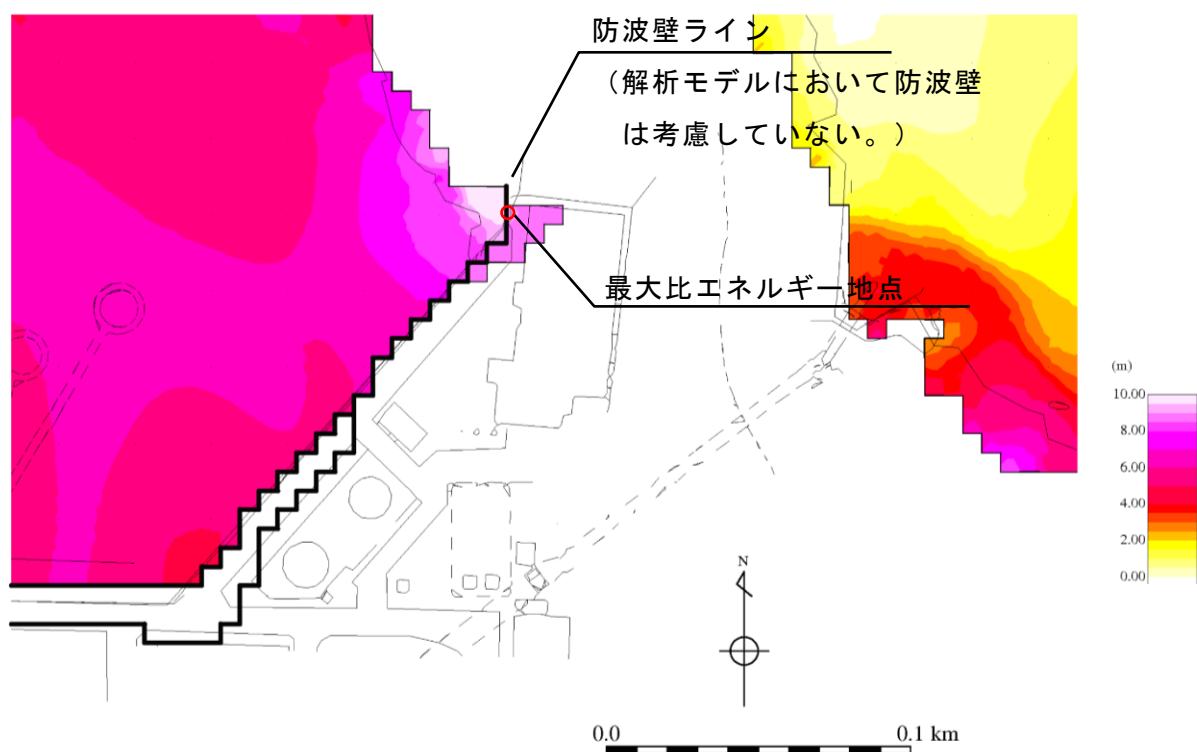 防波壁ライン
（解析モデルにおいて防波壁
は考慮していない。）
最大比エネルギー地点
(m)
10.00
8.00
6.00
4.00
2.00
0.00
N
0.0 0.1 km